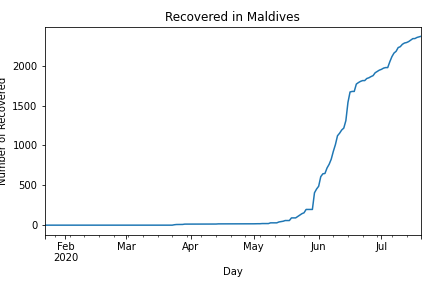 Recovered in Maldives
Number of Recovered
2000
1500
1000
500
0
Feb
2020
Mar
Apr
May
Jun
Jul
Day